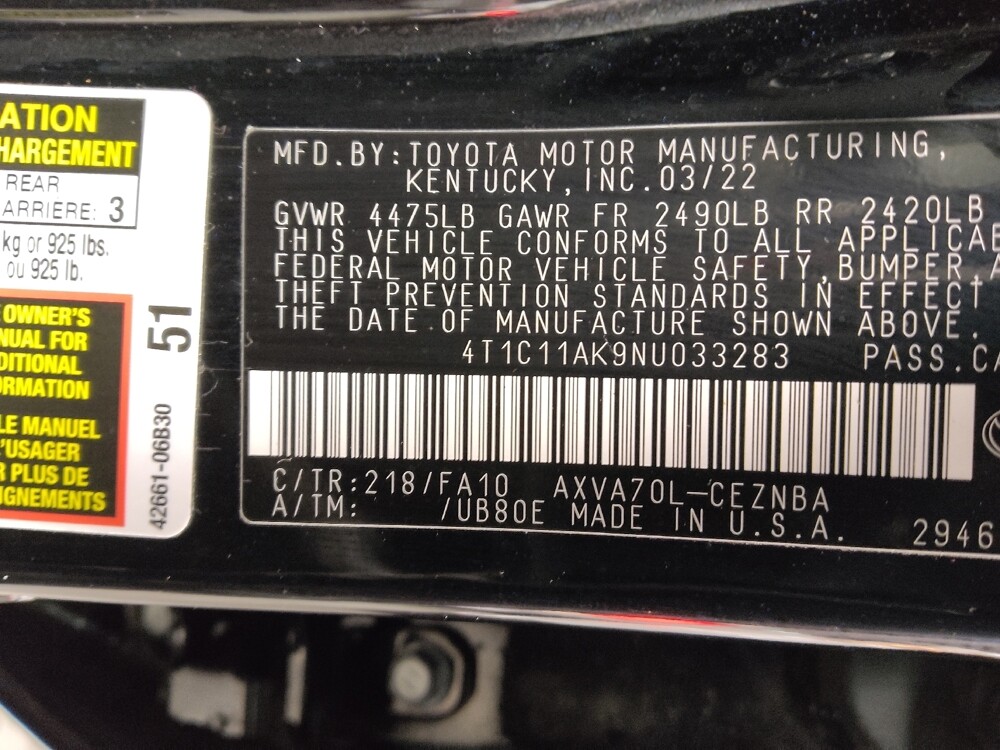 ATION
HARGEMENT
REAR
ARRIERE: 3
kg or 925 lbs.
ou 925 lb.
OWNER'S
NUAL FOR
DITIONAL
ORMATION
LE MANUEL
'USAGER
R PLUS DE
IGNEMENTS
51
42661-06B30
MFD.BY:TOYOTA MOTOR MANUFACTURING,
KENTUCKY,INC.03/22
GVWR 4475LB GAWR FR 2490LB RR 2420LB
THIS VEHICLE CONFORMS TO ALL APPLICAB
FEDERAL MOTOR VEHICLE SAFETY,BUMPER,A
THEFT PREVENTION STANDARDS IN EFFECT
THE DATE OF MANUFACTURE SHOWN ABOVE.
4T1C11AK9NU033283 PASS.CA
C/TR:218/FA10 AXVA70L-CEZNBA
A/TM: /UB80E MADE IN U.S.A.
2946